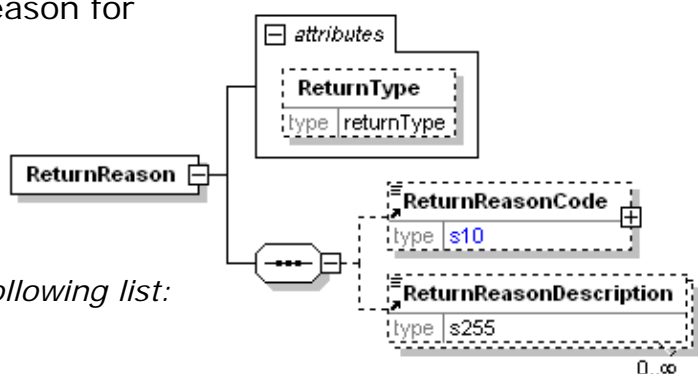 eason for
attributes
ReturnType
type returnType
ReturnReason
ReturnReasonCode
type s10
ollowing list:
ReturnReasonDescription
type s255
0..∞